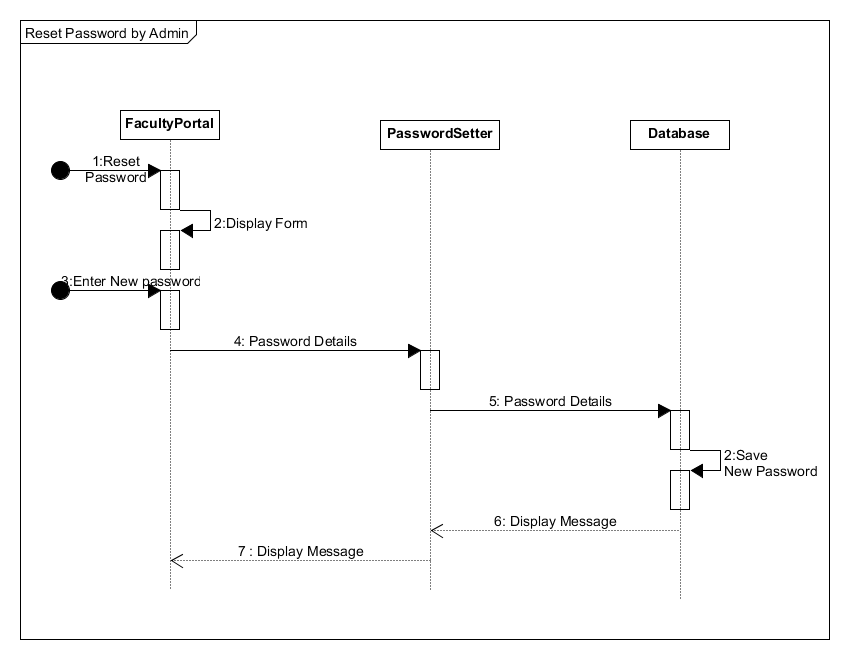 Reset Password by Admin
FacultyPortal
PasswordSetter
Database
1:Reset
Password
2:Display Form
3:Enter New password
4: Password Details
5: Password Details
2:Save
New Password
6: Display Message
7 : Display Message